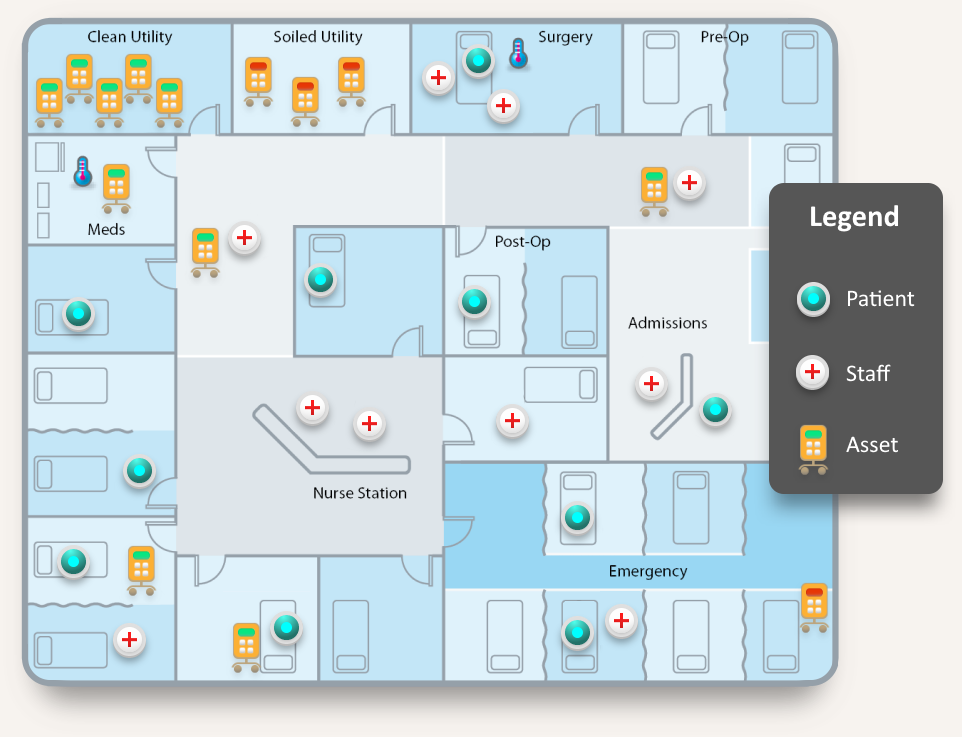 Clean Utility
Soiled Utility
Surgery
Pre-Op
Meds
Post-Op
Admissions
Nurse Station
Emergency
Legend
Patient
Staff
Asset